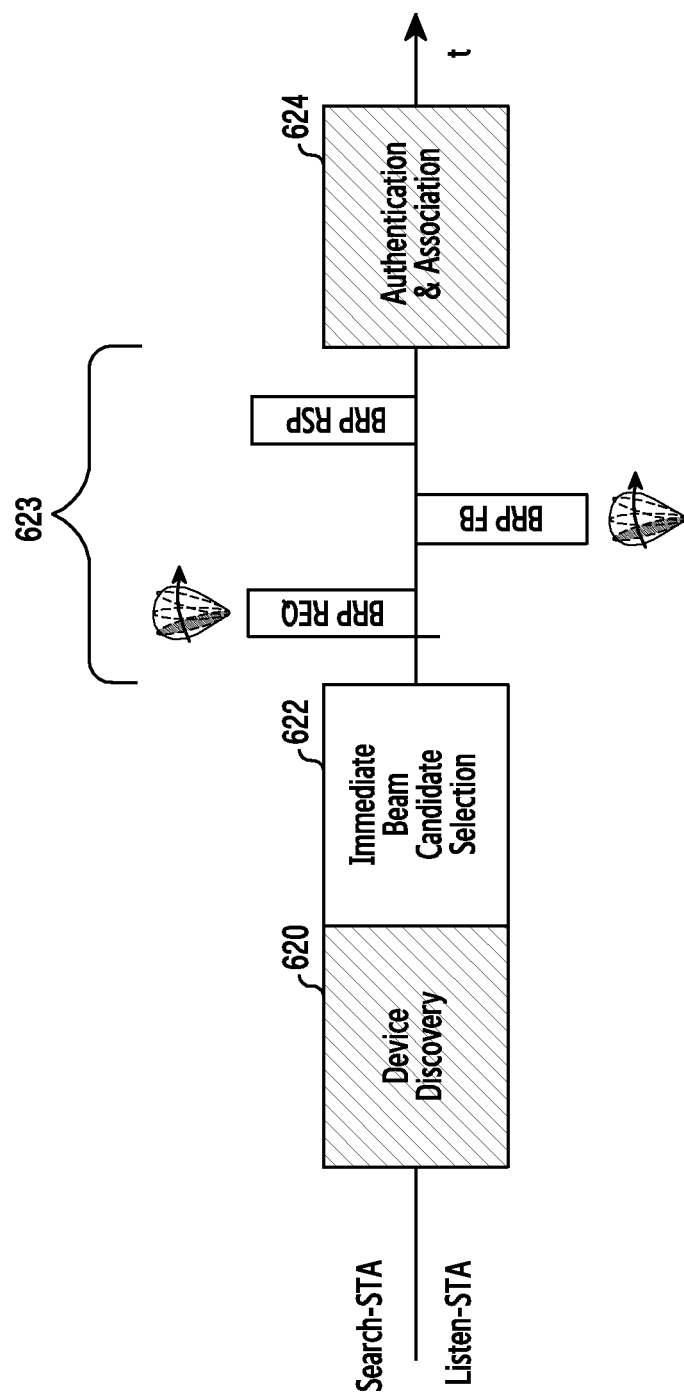 623
620
622
624
Device
Discovery
Immediate
Beam
Candidate
Selection
BRP REQ
BRP FB
BRP RSP
Authentication
& Association
Search-STA
Listen-STA
t